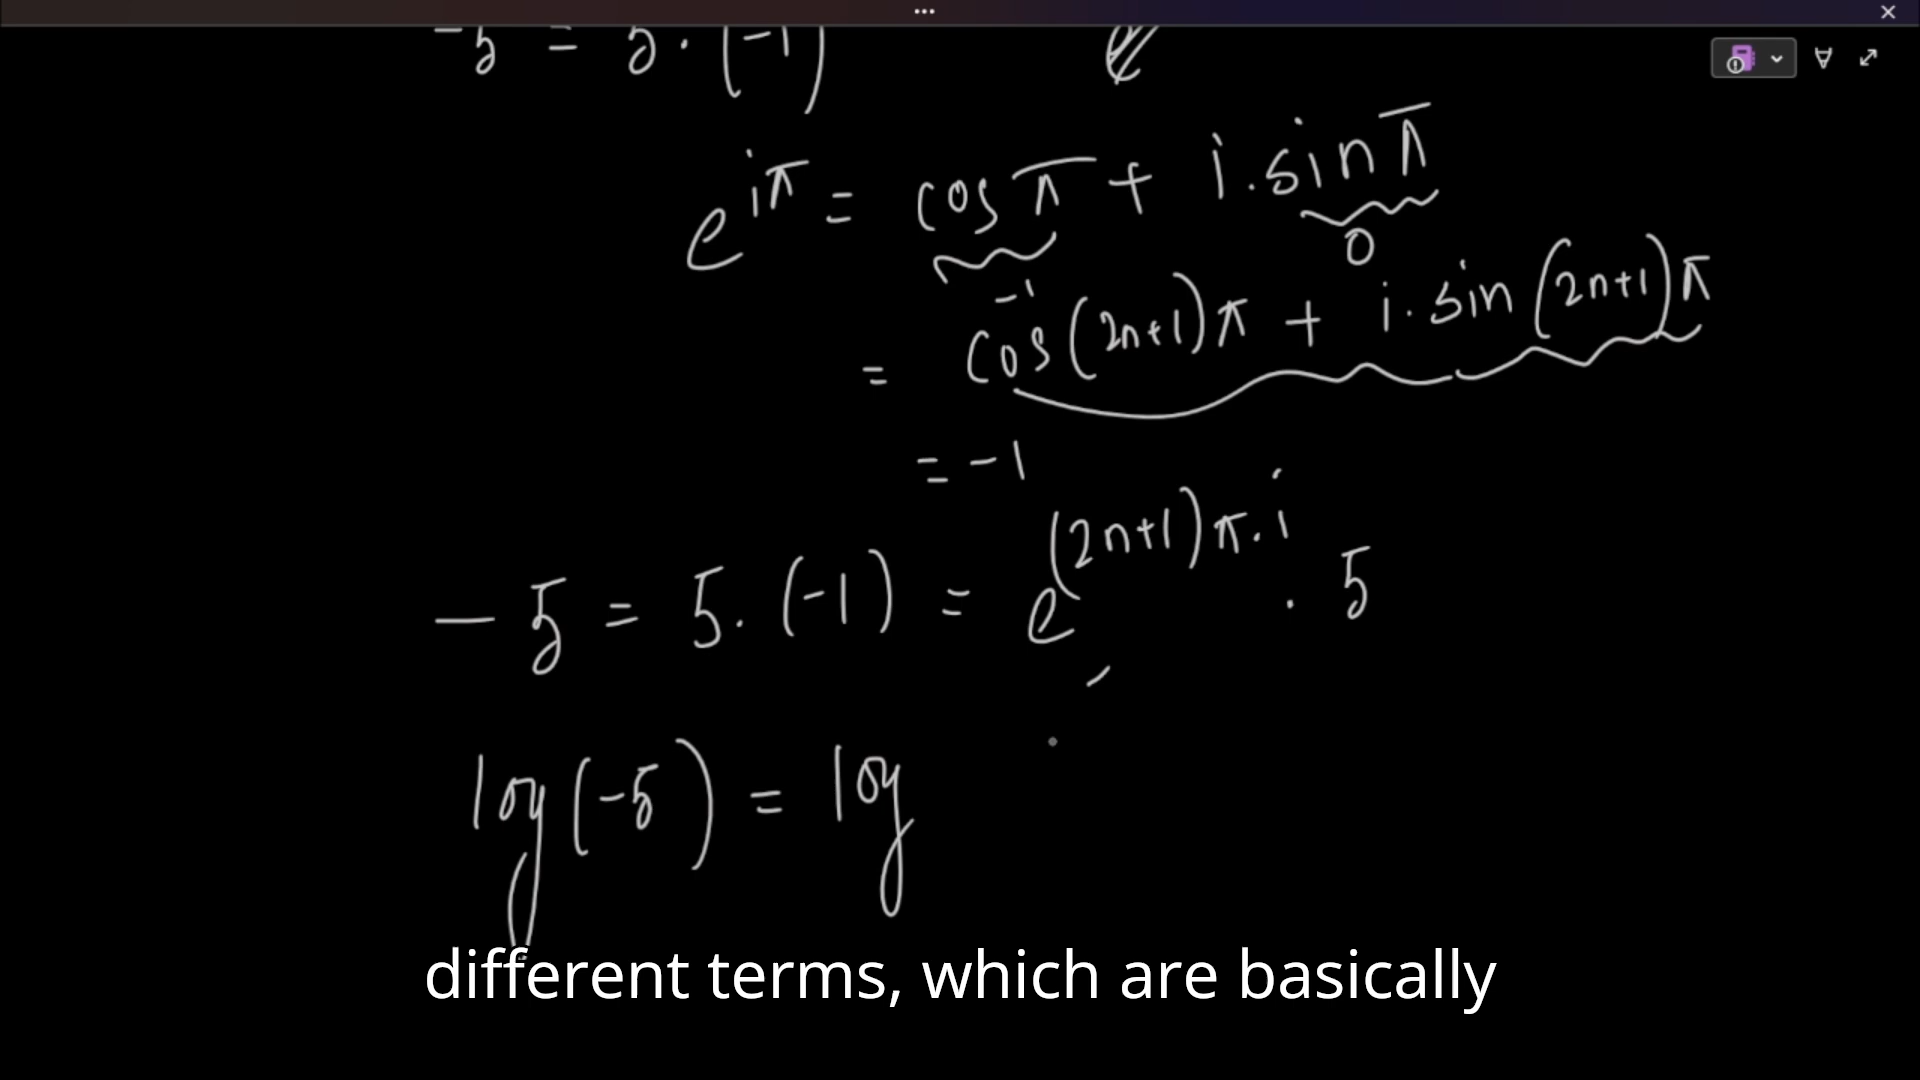 -5 = 5 · (-1) e
e^{iπ} = cos π + i.sin π
-1 0
= cos (2n+1) π + i.sin (2n+1) π
= -1
-5 = 5. (-1) = e^{(2n+1)π.i} . 5
log (-5) = log
different terms, which are basically